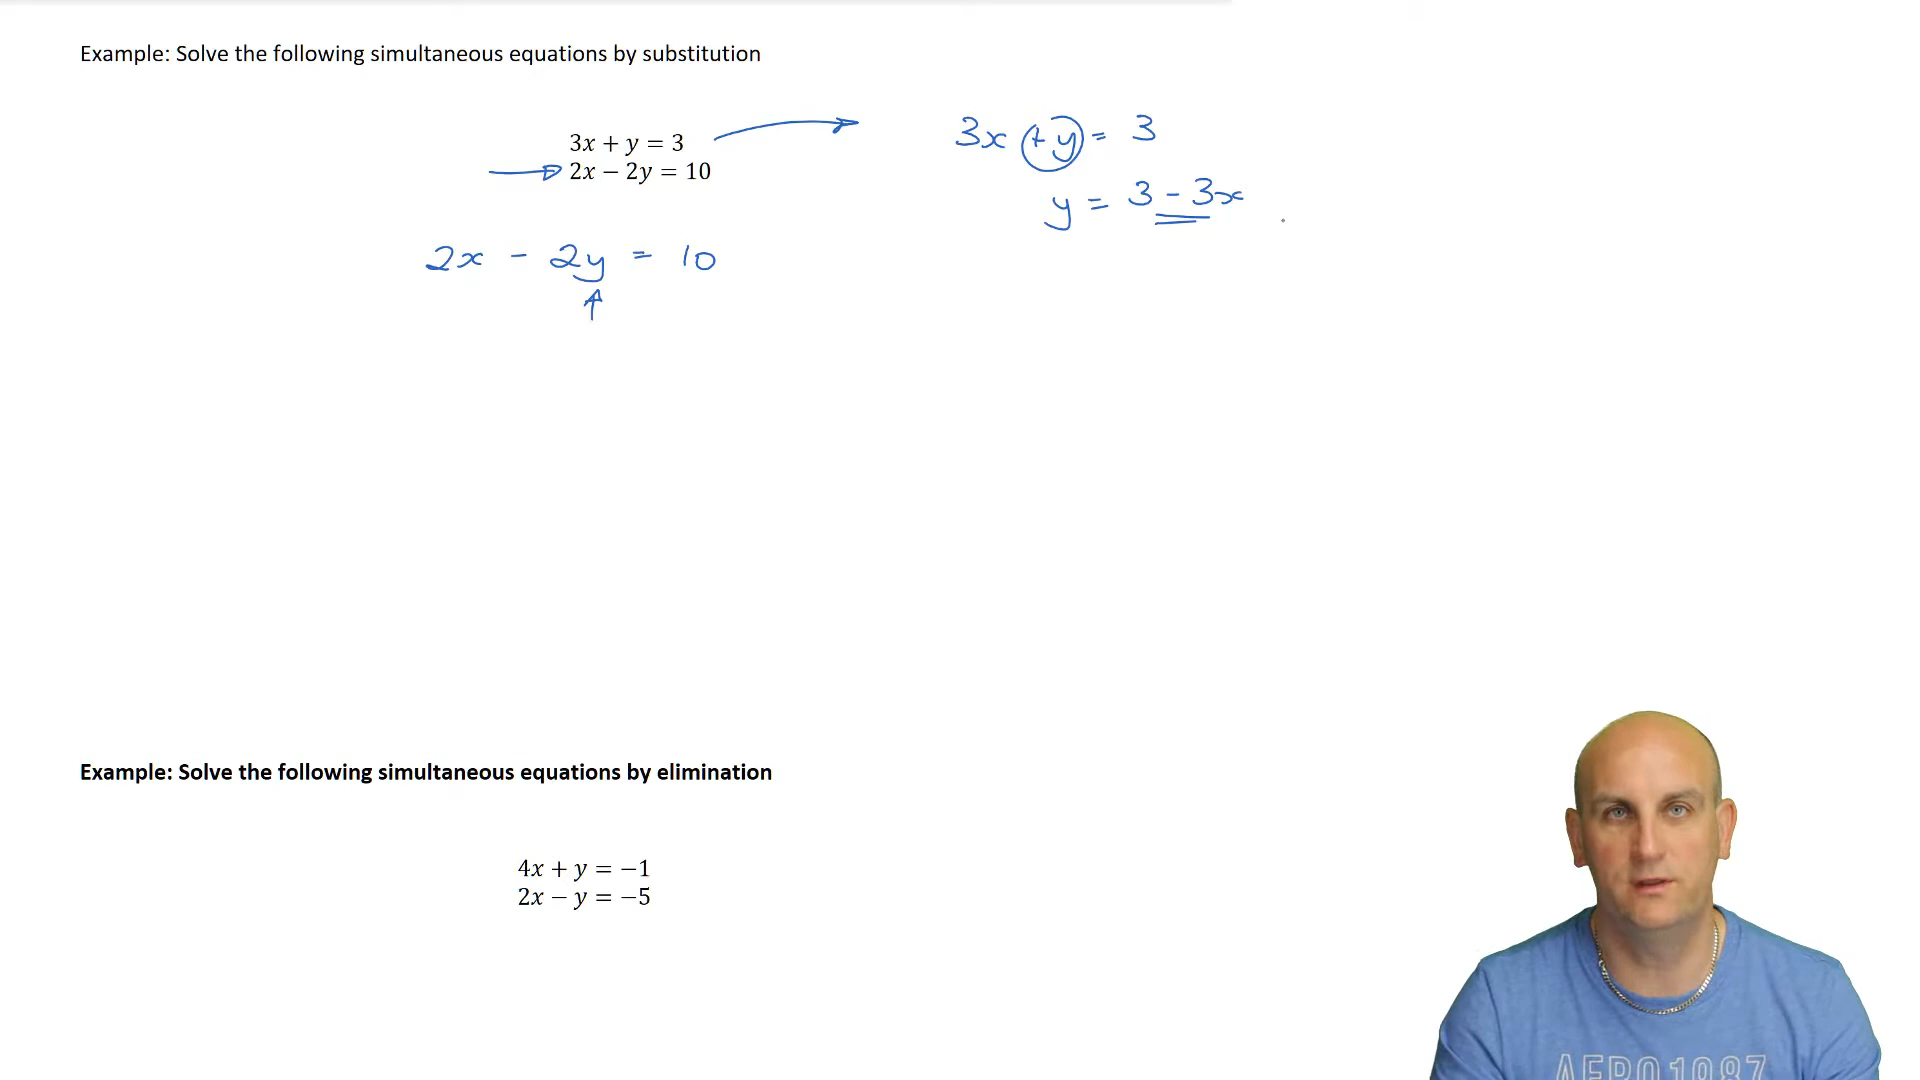 Example: Solve the following simultaneous equations by substitution
3x + y = 3
2x − 2y = 10
3x + y = 3
y = 3 - 3x
2x - 2y = 10
Example: Solve the following simultaneous equations by elimination
4x + y = −1
2x − y = −5
AERO1987